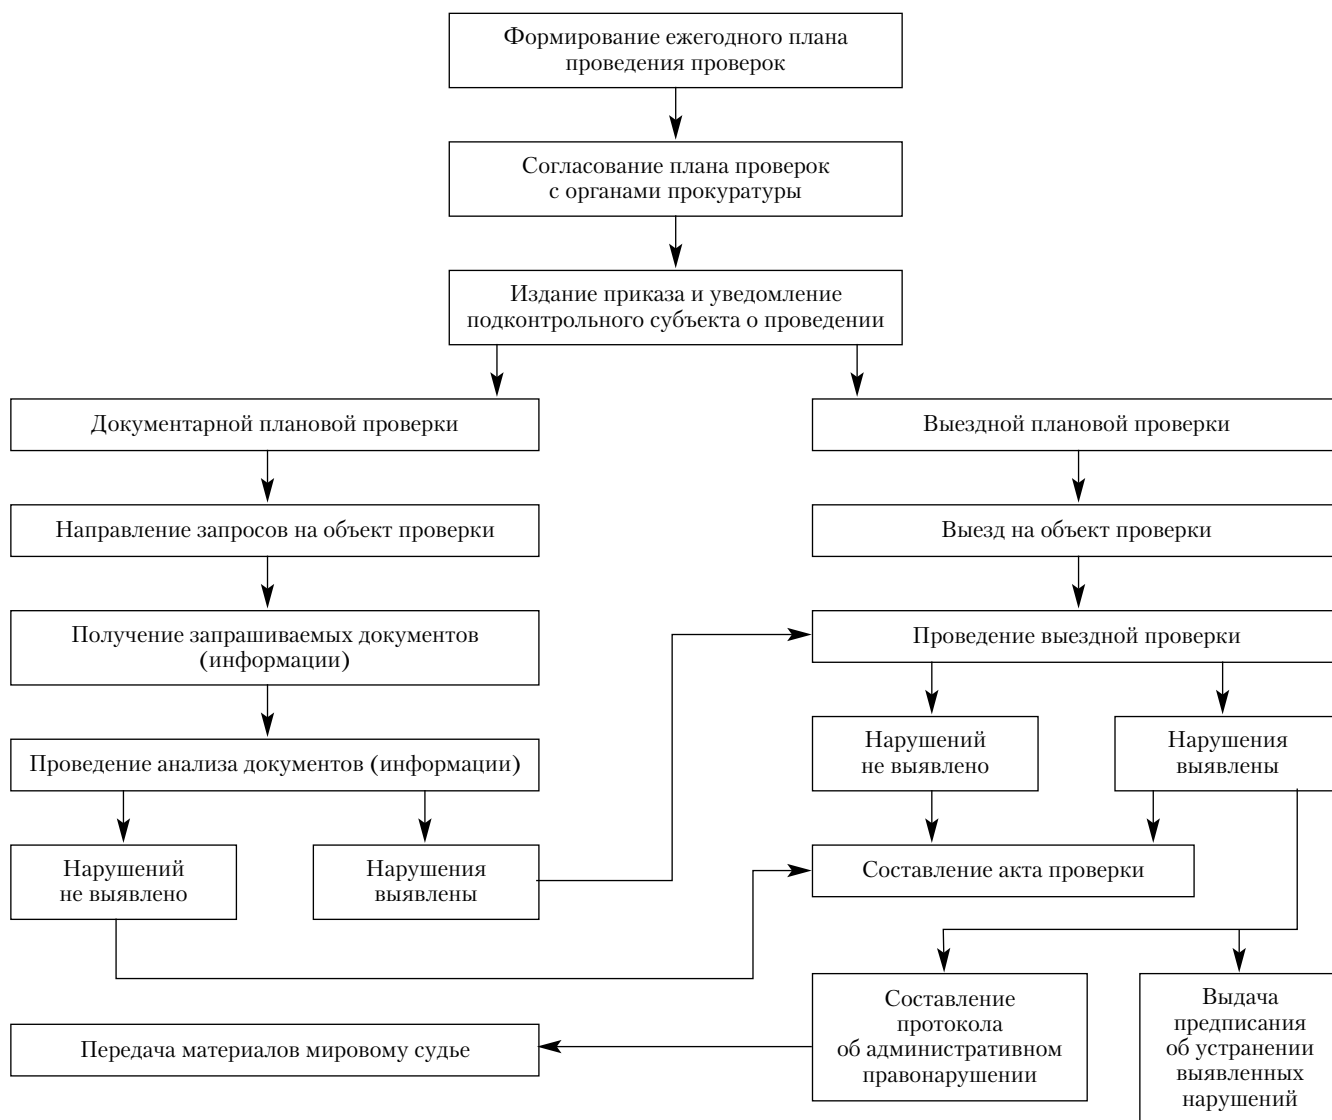 Формирование ежегодного плана
проведения проверок
Согласование плана проверок
с органами прокуратуры
Издание приказа и уведомление
подконтрольного субъекта о проведении
Документарной плановой проверки
Выездной плановой проверки
Направление запросов на объект проверки
Выезд на объект проверки
Получение запрашиваемых документов
(информации)
Проведение выездной проверки
Проведение анализа документов (информации)
Нарушений
не выявлено
Нарушения
выявлены
Нарушений
не выявлено
Нарушения
выявлены
Составление акта проверки
Передача материалов мировому судье
Составление
протокола
об административном
правонарушении
Выдача
предписания
об устранении
выявленных
нарушений